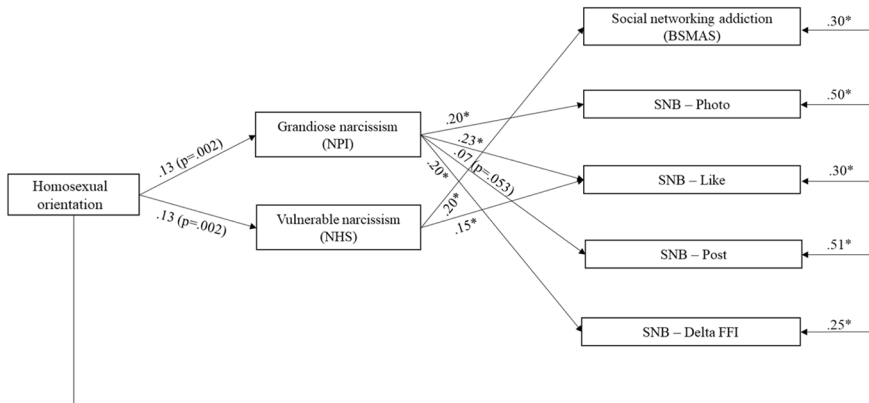 Social networking addiction
(BSMAS)
.30*
SNB – Photo
.50*
Grandiose narcissism
(NPI)
.20*
.23*
.07 (p=.053)
.20*
.13 (p=.002)
SNB – Like
.30*
Homosexual
orientation
.13 (p=.002)
Vulnerable narcissism
(NHS)
.20*
.15*
SNB – Post
.51*
SNB – Delta FFI
.25*